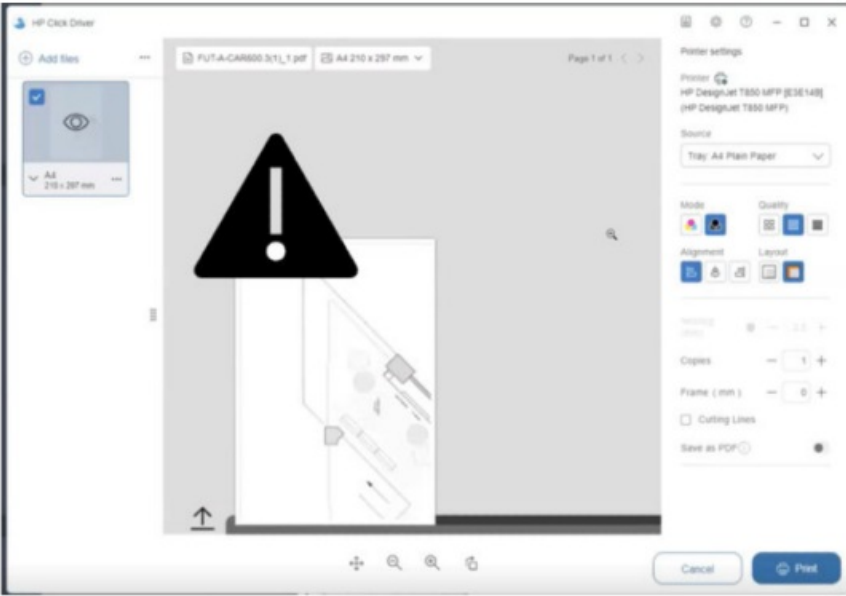 HP Click Driver
Add files
FUT-A-CAR600.3(1)_1.pdf
A4 210 x 297 mm
Page 1 of 1
A4
210 x 297 mm
Printer settings
Printer
HP DesignJet T850 MFP [E3E14B]
(HP DesignJet T850 MFP)
Source
Tray: A4 Plain Paper
Mode
Quality
Alignment
Layout
Copies
1
Frame ( mm )
0
Cutting Lines
Save as PDF
Cancel
Print